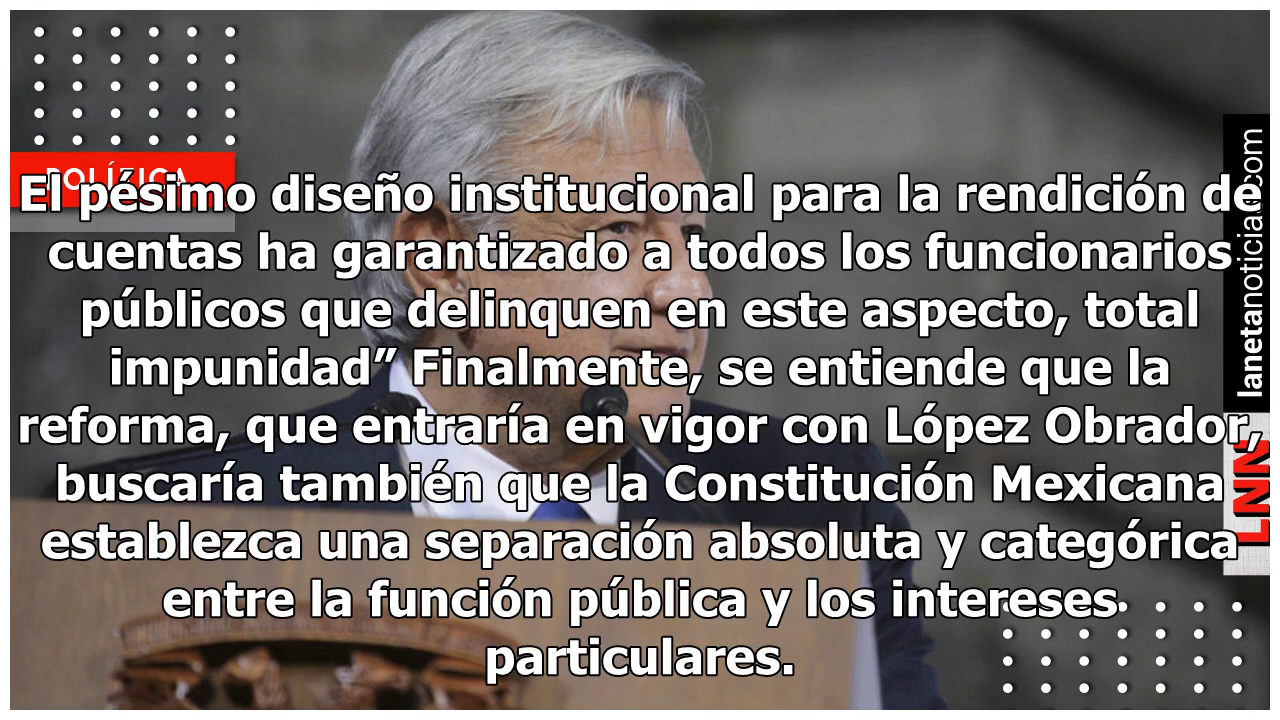 POLÍTICA
El pésimo diseño institucional para la rendición de
cuentas ha garantizado a todos los funcionarios
públicos que delinquen en este aspecto, total
impunidad” Finalmente, se entiende que la
reforma, que entraría en vigor con López Obrador,
buscaría también que la Constitución Mexicana
establezca una separación absoluta y categórica
entre la función pública y los intereses
particulares.
lanetanoticia.com
LNN